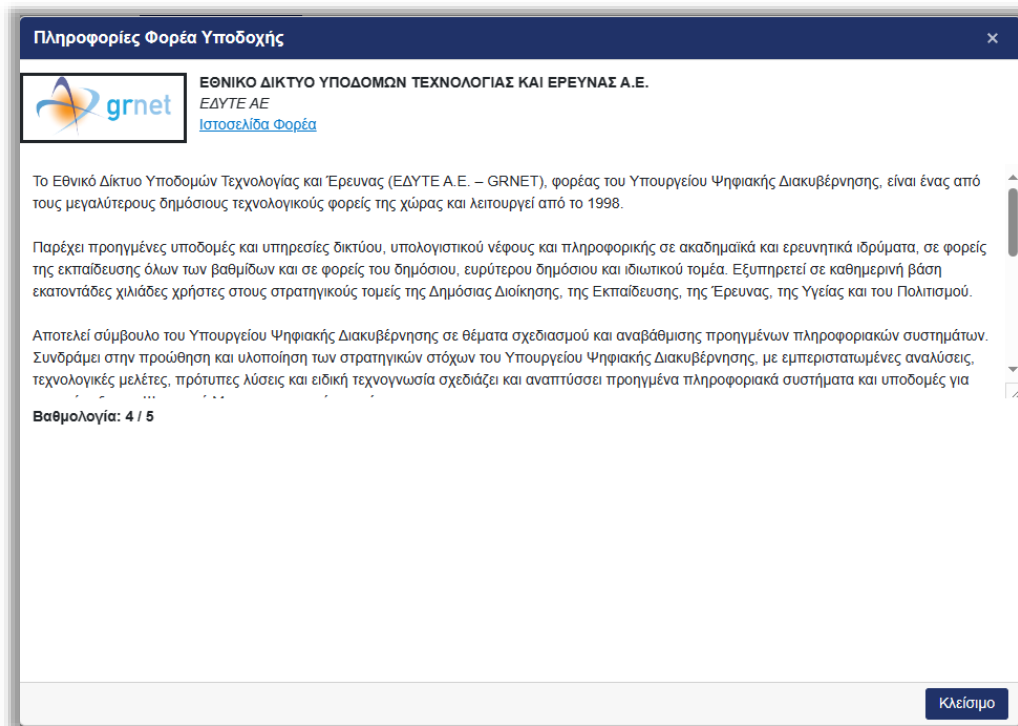 Πληροφορίες Φορέα Υποδοχής
×
grnet
ΕΘΝΙΚΟ ΔΙΚΤΥΟ ΥΠΟΔΟΜΩΝ ΤΕΧΝΟΛΟΓΙΑΣ ΚΑΙ ΕΡΕΥΝΑΣ Α.Ε.
ΕΔΥΤΕ ΑΕ
Ιστοσελίδα Φορέα
Το Εθνικό Δίκτυο Υποδομών Τεχνολογίας και Έρευνας (ΕΔΥΤΕ Α.Ε. – GRNET), φορέας του Υπουργείου Ψηφιακής Διακυβέρνησης, είναι ένας από
τους μεγαλύτερους δημόσιους τεχνολογικούς φορείς της χώρας και λειτουργεί από το 1998.
Παρέχει προηγμένες υποδομές και υπηρεσίες δικτύου, υπολογιστικού νέφους και πληροφορικής σε ακαδημαϊκά και ερευνητικά ιδρύματα, σε φορείς
της εκπαίδευσης όλων των βαθμίδων και σε φορείς του δημόσιου, ευρύτερου δημόσιου και ιδιωτικού τομέα. Εξυπηρετεί σε καθημερινή βάση
εκατοντάδες χιλιάδες χρήστες στους στρατηγικούς τομείς της Δημόσιας Διοίκησης, της Εκπαίδευσης, της Έρευνας, της Υγείας και του Πολιτισμού.
Αποτελεί σύμβουλο του Υπουργείου Ψηφιακής Διακυβέρνησης σε θέματα σχεδιασμού και αναβάθμισης προηγμένων πληροφοριακών συστημάτων.
Συνδράμει στην προώθηση και υλοποίηση των στρατηγικών στόχων του Υπουργείου Ψηφιακής Διακυβέρνησης, με εμπεριστατωμένες αναλύσεις,
τεχνολογικές μελέτες, πρότυπες λύσεις και ειδική τεχνογνωσία σχεδιάζει και αναπτύσσει προηγμένα πληροφοριακά συστήματα και υποδομές για
Βαθμολογία: 4 / 5
Κλείσιμο